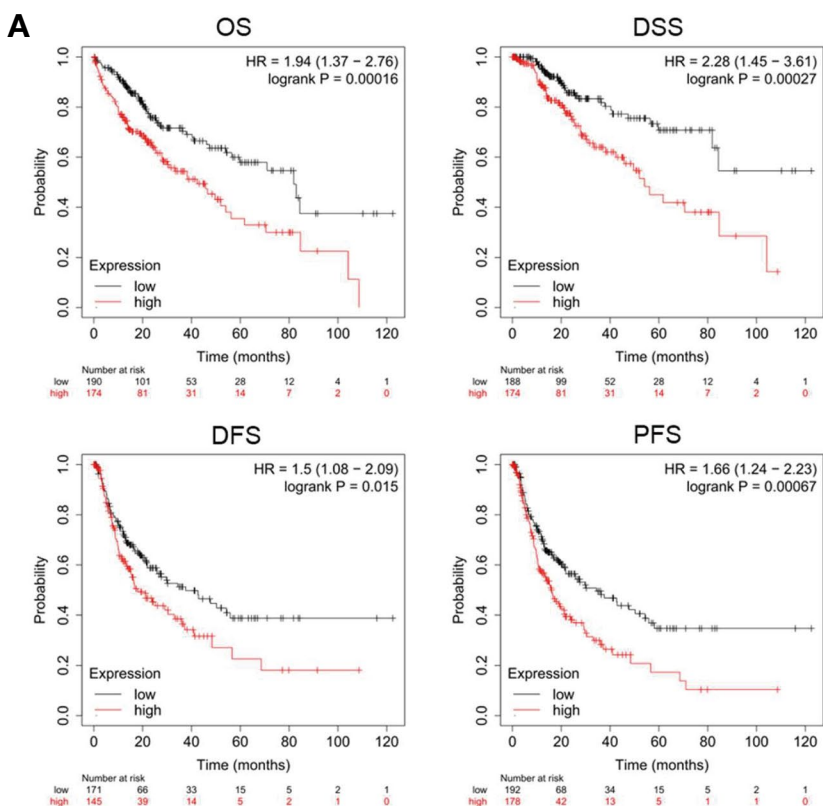 A
OS
HR = 1.94 (1.37 − 2.76)
logrank P = 0.00016
Probability
1.0
0.8
0.6
0.4
0.2
0.0
Expression
low
high
0 20 40 60 80 100 120
Time (months)
Number at risk
low 190 101 53 28 12 4 1
high 174 81 31 14 7 2 0
DSS
HR = 2.28 (1.45 − 3.61)
logrank P = 0.00027
Probability
1.0
0.8
0.6
0.4
0.2
0.0
Expression
low
high
0 20 40 60 80 100 120
Time (months)
Number at risk
low 188 99 52 28 12 4 1
high 174 81 31 14 7 2 0
DFS
HR = 1.5 (1.08 − 2.09)
logrank P = 0.015
Probability
1.0
0.8
0.6
0.4
0.2
0.0
Expression
low
high
0 20 40 60 80 100 120
Time (months)
Number at risk
low 171 66 33 15 5 2 1
high 145 39 14 5 2 1 0
PFS
HR = 1.66 (1.24 − 2.23)
logrank P = 0.00067
Probability
1.0
0.8
0.6
0.4
0.2
0.0
Expression
low
high
0 20 40 60 80 100 120
Time (months)
Number at risk
low 192 68 34 15 5 2 1
high 178 42 13 5 1 1 0